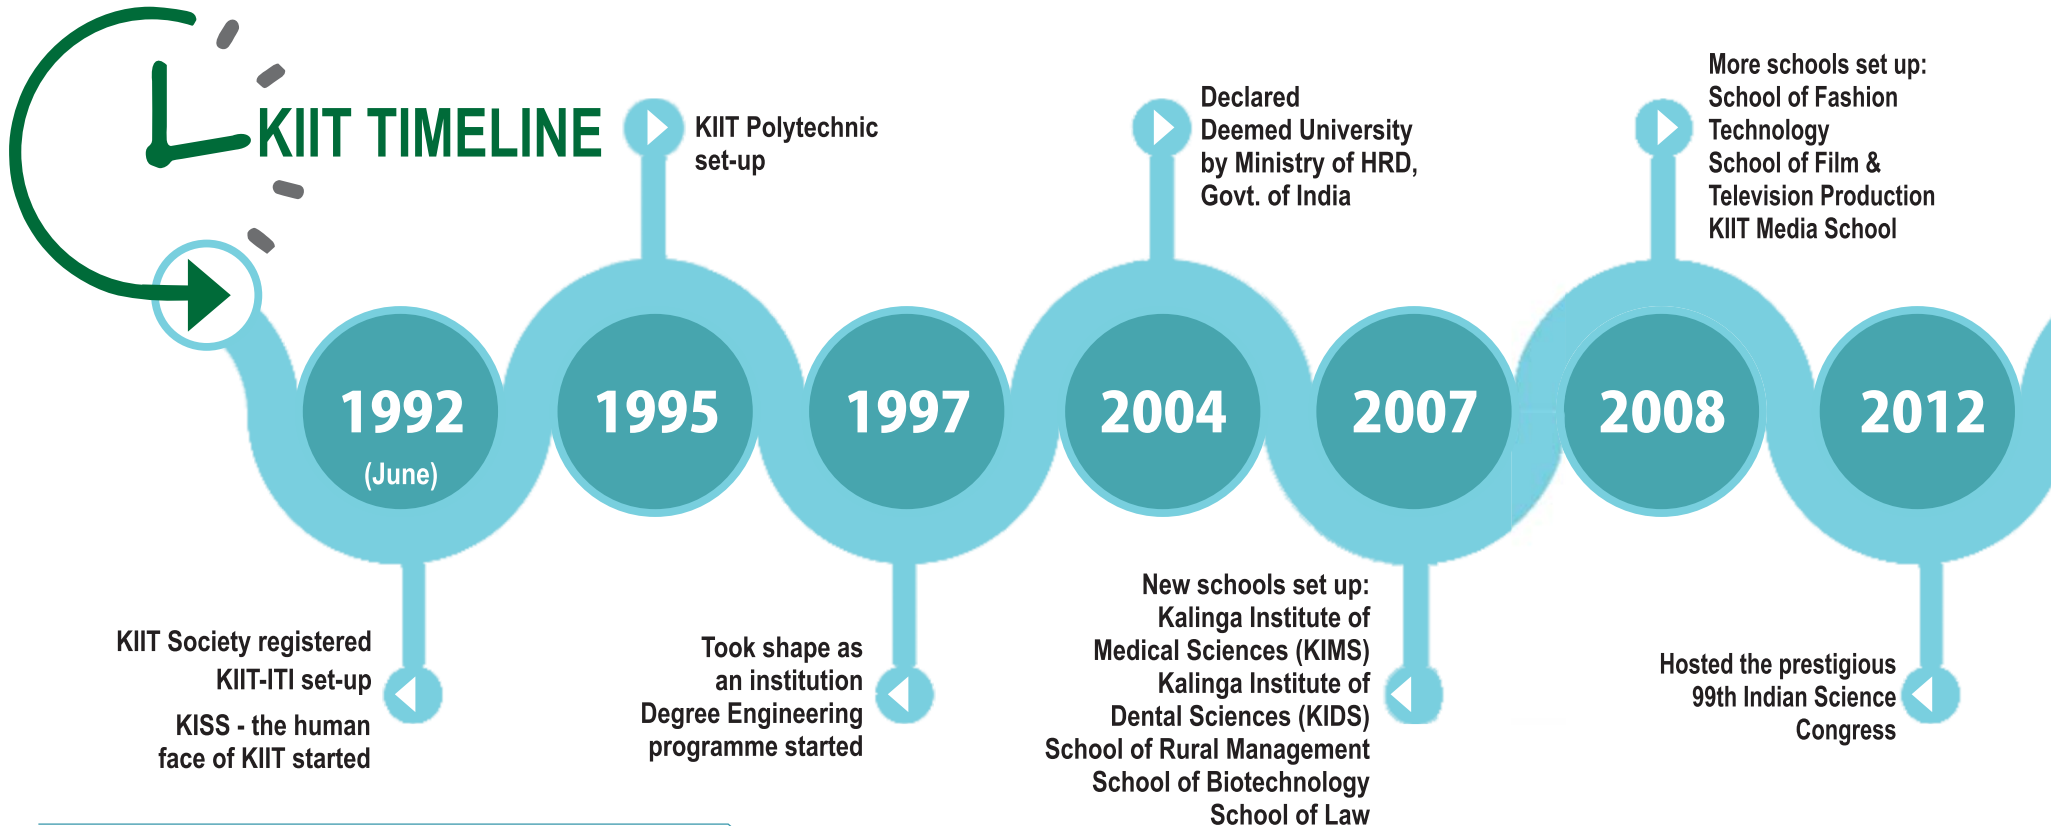 KIIT TIMELINE
1992
(June)
KIIT Society registered
KIIT-ITI set-up
KISS - the human
face of KIIT started
1995
KIIT Polytechnic
set-up
1997
Took shape as
an institution
Degree Engineering
programme started
2004
Declared
Deemed University
by Ministry of HRD,
Govt. of India
2007
New schools set up:
Kalinga Institute of
Medical Sciences (KIMS)
Kalinga Institute of
Dental Sciences (KIDS)
School of Rural Management
School of Biotechnology
School of Law
2008
More schools set up:
School of Fashion
Technology
School of Film &
Television Production
KIIT Media School
2012
Hosted the prestigious
99th Indian Science
Congress